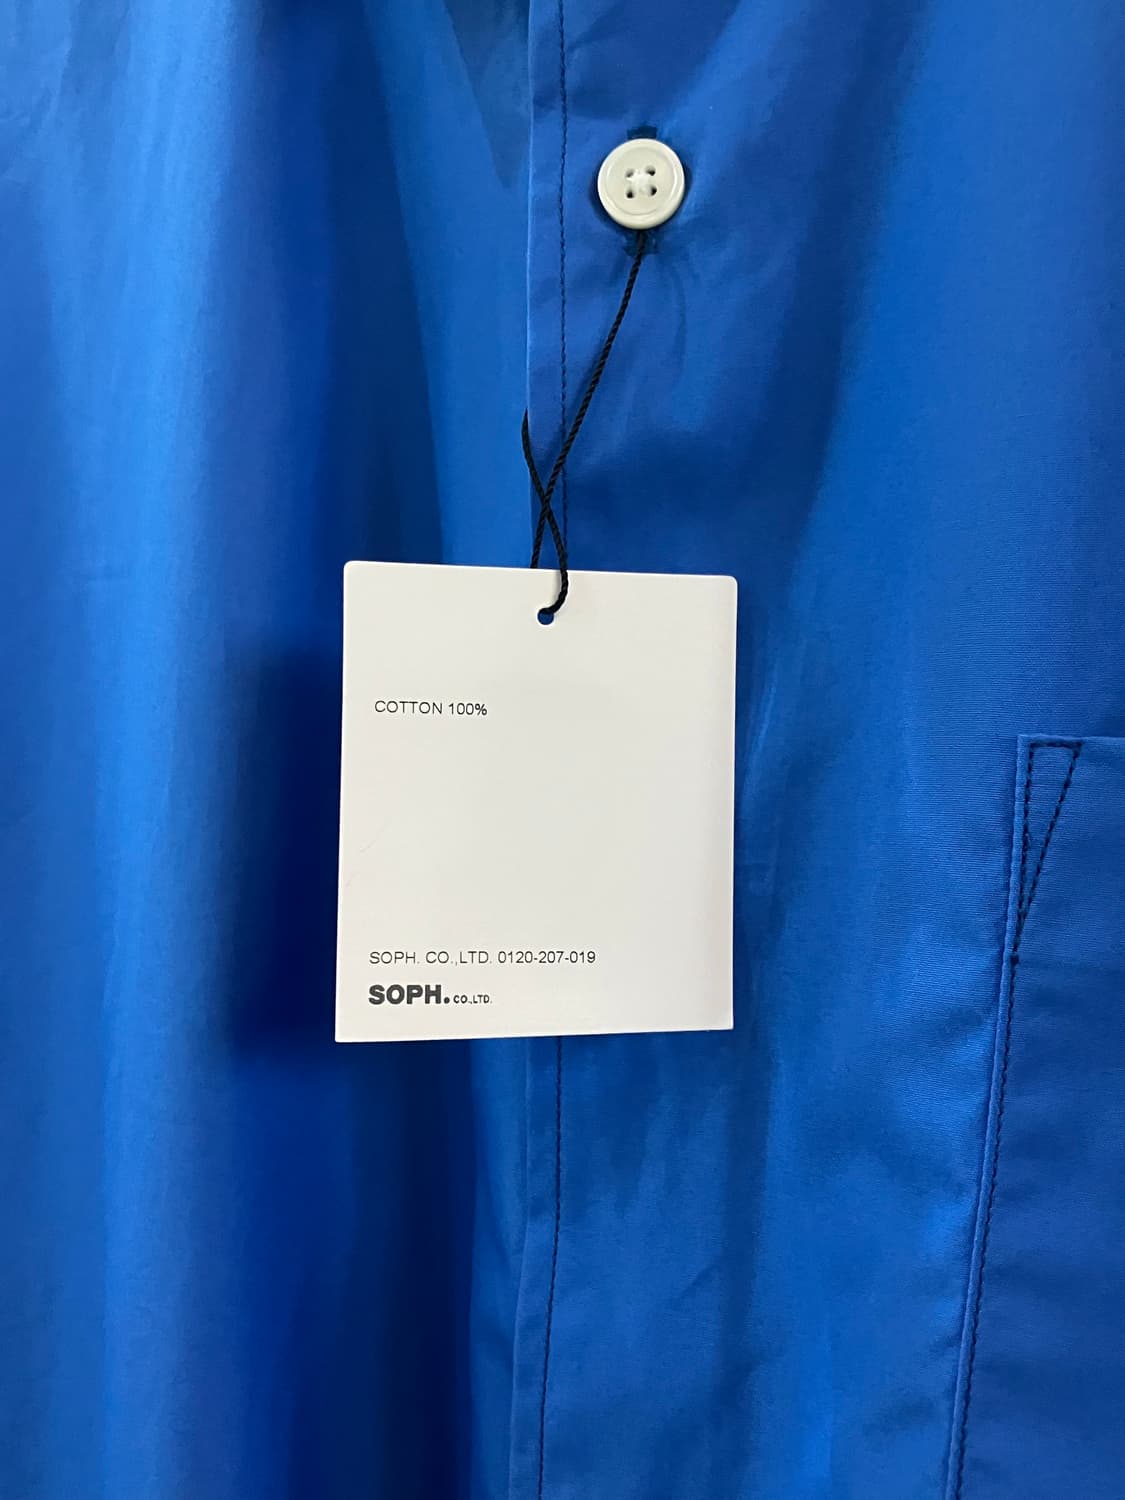 COTTON 100%
SOPH. CO.,LTD. 0120-207-019
SOPH. CO.,LTD.